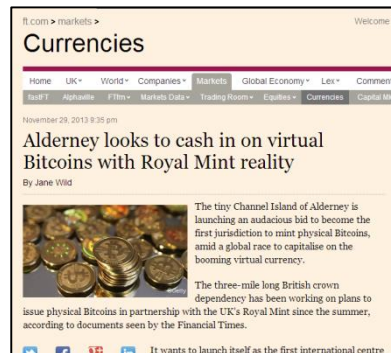 ft.com > markets >
Welcome
Currencies
Home UK World Companies Markets Global Economy Lex Comment
fastFT Alphaville FTfm Markets Data Trading Room Equities Currencies Capital
November 29, 2013 9:35 pm
Alderney looks to cash in on virtual
Bitcoins with Royal Mint reality
By Jane Wild
The tiny Channel Island of Alderney is
launching an audacious bid to become the
first jurisdiction to mint physical Bitcoins,
amid a global race to capitalise on the
booming virtual currency.
The three-mile long British crown
dependency has been working on plans to
issue physical Bitcoins in partnership with the UK's Royal Mint since the summer,
according to documents seen by the Financial Times.
It wants to launch itself as the first international centre